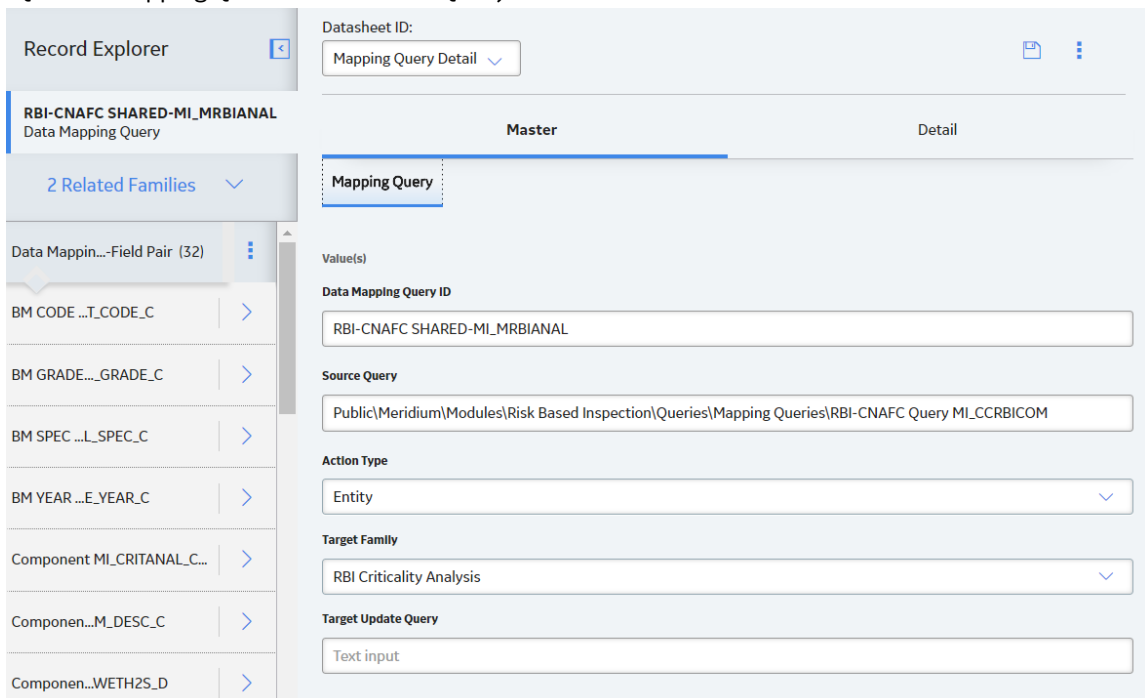 Record Explorer
Datasheet ID:
Mapping Query Detail
RBI-CNAFC SHARED-MI_MRBIANAL
Data Mapping Query
Master
Detail
2 Related Families
Mapping Query
Data Mappin...-Field Pair (32)
BM CODE ...T_CODE_C
BM GRADE..._GRADE_C
BM SPEC ...L_SPEC_C
BM YEAR ...E_YEAR_C
Component MI_CRITANAL_C...
Componen...M_DESC_C
Componen...WETH2S_D
Value(s)
Data Mapping Query ID
RBI-CNAFC SHARED-MI_MRBIANAL
Source Query
Public\Meridium\Modules\Risk Based Inspection\Queries\Mapping Queries\RBI-CNAFC Query MI_CCRBICOM
Action Type
Entity
Target Family
RBI Criticality Analysis
Target Update Query
Text input